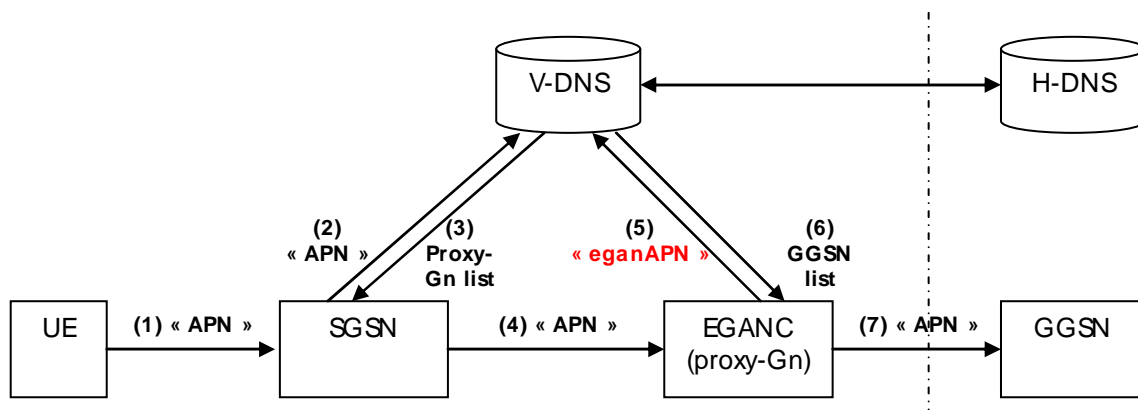 V-DNS
H-DNS
(2)
« APN »
(3)
Proxy-
Gn list
(5)
« eganAPN »
(6)
GGSN
list
UE
(1) « APN »
SGSN
(4) « APN »
EGANC
(proxy-Gn)
(7) « APN »
GGSN